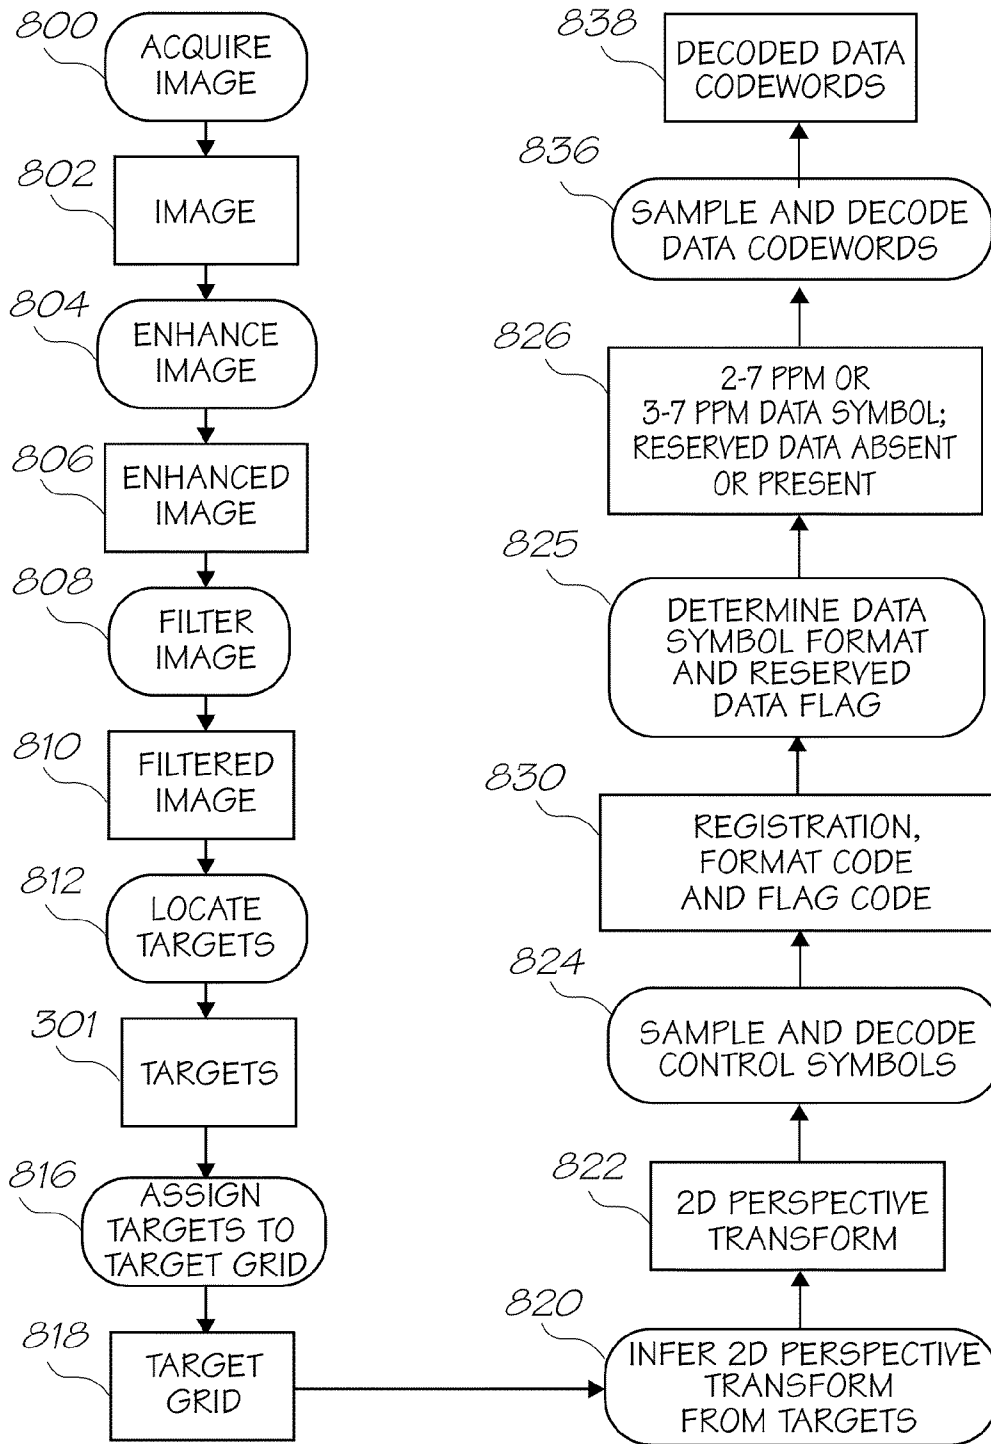 800
ACQUIRE
IMAGE
802
IMAGE
804
ENHANCE
IMAGE
806
ENHANCED
IMAGE
808
FILTER
IMAGE
810
FILTERED
IMAGE
812
LOCATE
TARGETS
301
TARGETS
816
ASSIGN
TARGETS TO
TARGET GRID
818
TARGET
GRID
820
INFER 2D PERSPECTIVE
TRANSFORM
FROM TARGETS
822
2D PERSPECTIVE
TRANSFORM
824
SAMPLE AND DECODE
CONTROL SYMBOLS
830
REGISTRATION,
FORMAT CODE
AND FLAG CODE
825
DETERMINE DATA
SYMBOL FORMAT
AND RESERVED
DATA FLAG
826
2-7 PPM OR
3-7 PPM DATA SYMBOL;
RESERVED DATA ABSENT
OR PRESENT
836
SAMPLE AND DECODE
DATA CODEWORDS
838
DECODED DATA
CODEWORDS